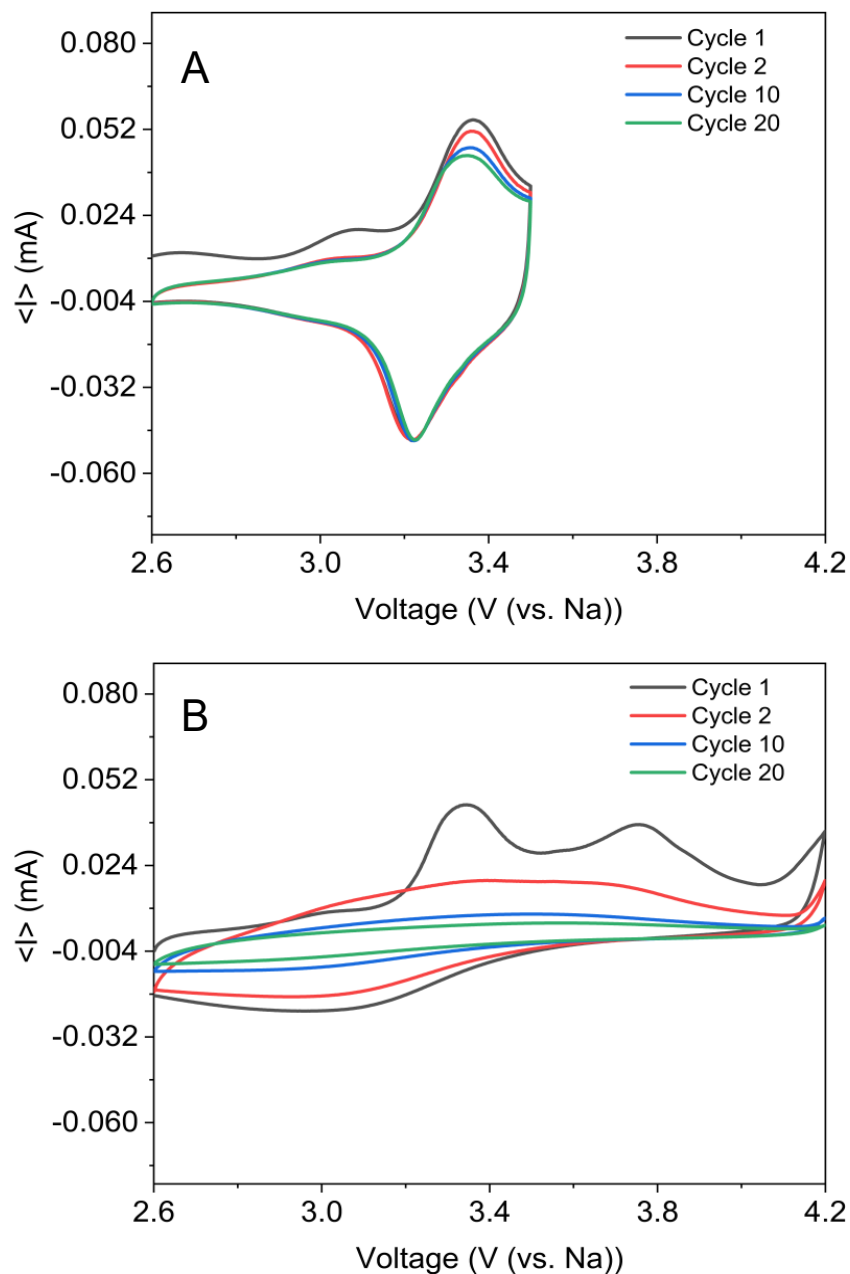 A
Cycle 1
Cycle 2
Cycle 10
Cycle 20
0.080
0.052
0.024
-0.004
-0.032
-0.060
<I> (mA)
2.6 3.0 3.4 3.8 4.2
Voltage (V (vs. Na))
B
Cycle 1
Cycle 2
Cycle 10
Cycle 20
0.080
0.052
0.024
-0.004
-0.032
-0.060
<I> (mA)
2.6 3.0 3.4 3.8 4.2
Voltage (V (vs. Na))